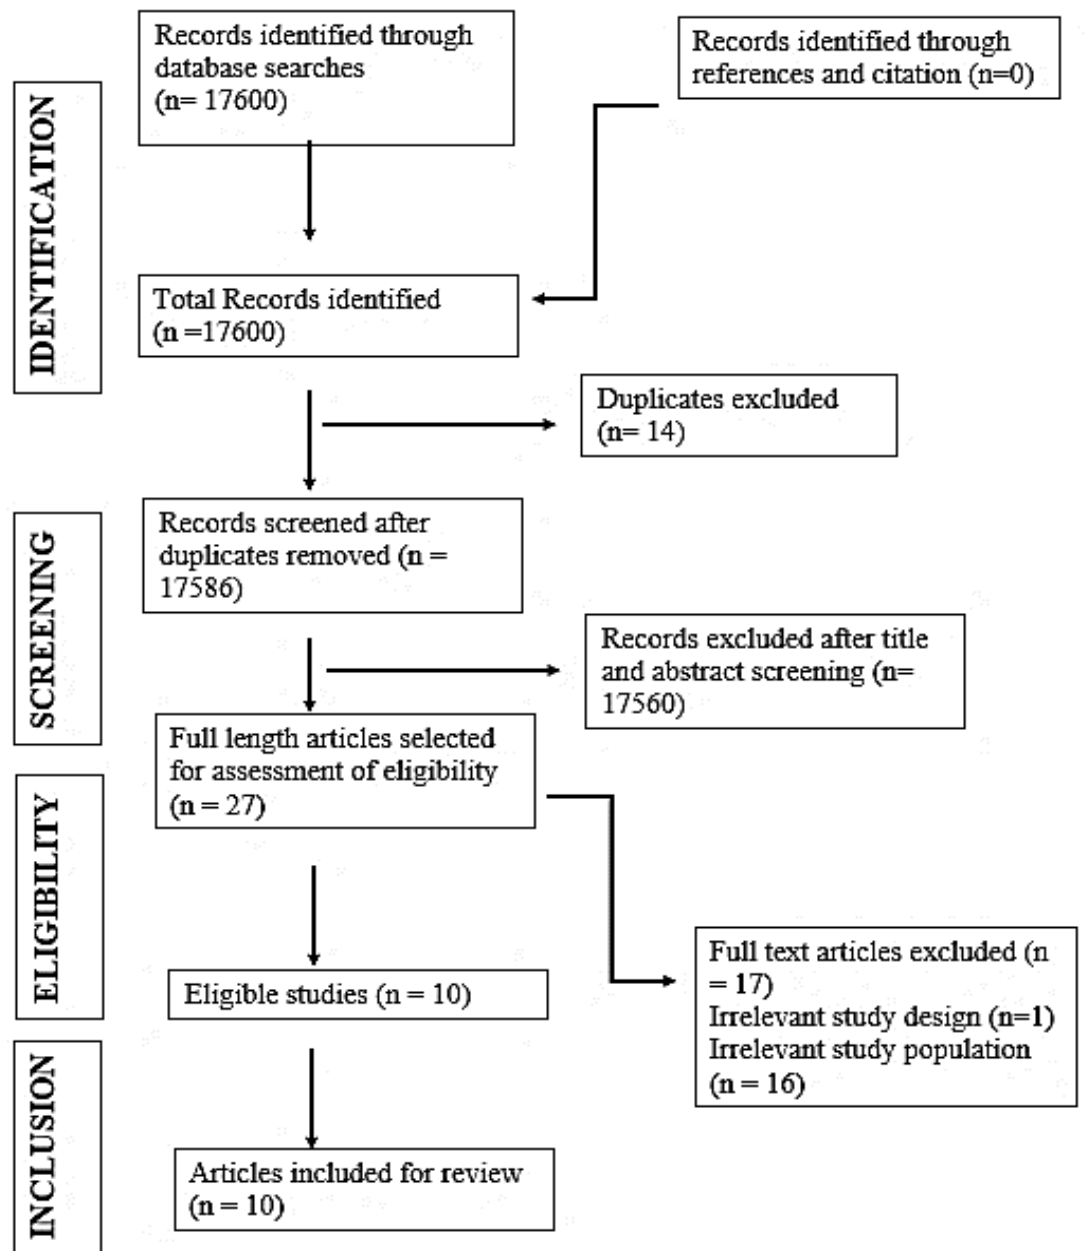 Records identified through
database searches
(n= 17600)
Records identified through
references and citation (n=0)
IDENTIFICATION
Total Records identified
(n =17600)
Duplicates excluded
(n= 14)
SCREENING
Records screened after
duplicates removed (n =
17586)
Records excluded after title
and abstract screening (n=
17560)
Full length articles selected
for assessment of eligibility
(n = 27)
ELIGIBILITY
Full text articles excluded (n
= 17)
Irrelevant study design (n=1)
Irrelevant study population
(n = 16)
Eligible studies (n = 10)
INCLUSION
Articles included for review
(n = 10)